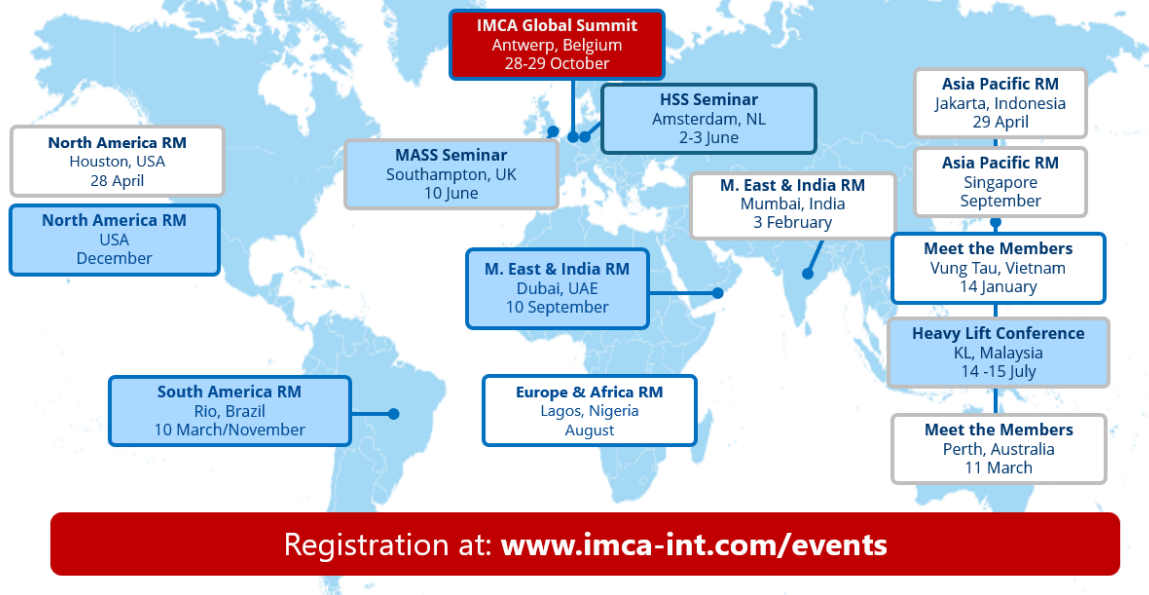 IMCA Global Summit
Antwerp, Belgium
28-29 October
HSS Seminar
Amsterdam, NL
2-3 June
Asia Pacific RM
Jakarta, Indonesia
29 April
North America RM
Houston, USA
28 April
MASS Seminar
Southampton, UK
10 June
Asia Pacific RM
Singapore
September
M. East & India RM
Mumbai, India
3 February
North America RM
USA
December
M. East & India RM
Dubai, UAE
10 September
Meet the Members
Vung Tau, Vietnam
14 January
Heavy Lift Conference
KL, Malaysia
14 -15 July
South America RM
Rio, Brazil
10 March/November
Europe & Africa RM
Lagos, Nigeria
August
Meet the Members
Perth, Australia
11 March
Registration at: www.imca-int.com/events